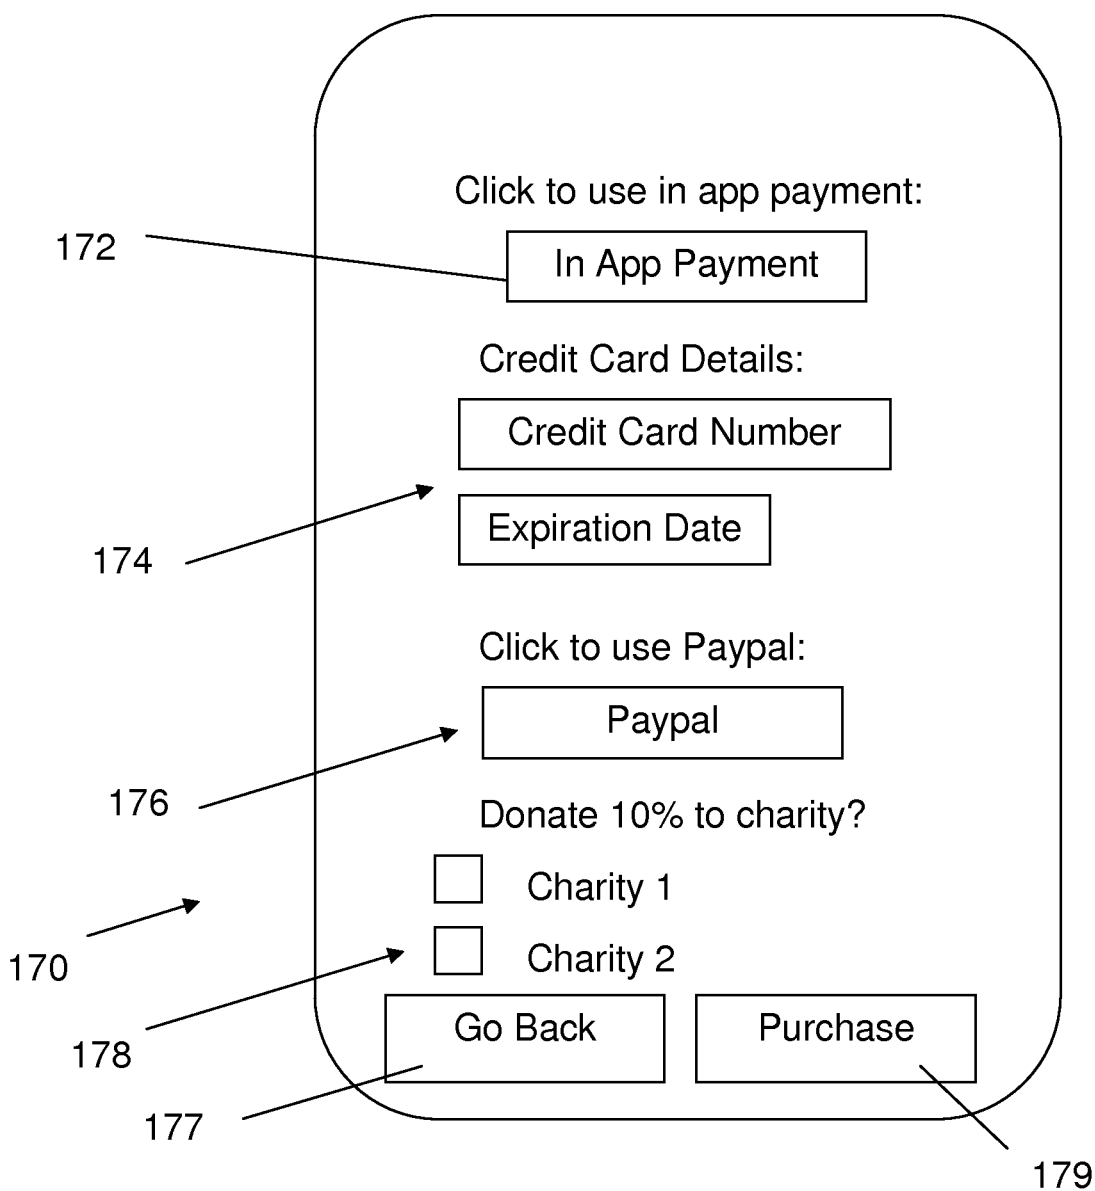 Click to use in app payment:
172
In App Payment
Credit Card Details:
Credit Card Number
174
Expiration Date
Click to use Paypal:
Paypal
176
Donate 10% to charity?
Charity 1
170
Charity 2
178
Go Back
Purchase
177
179